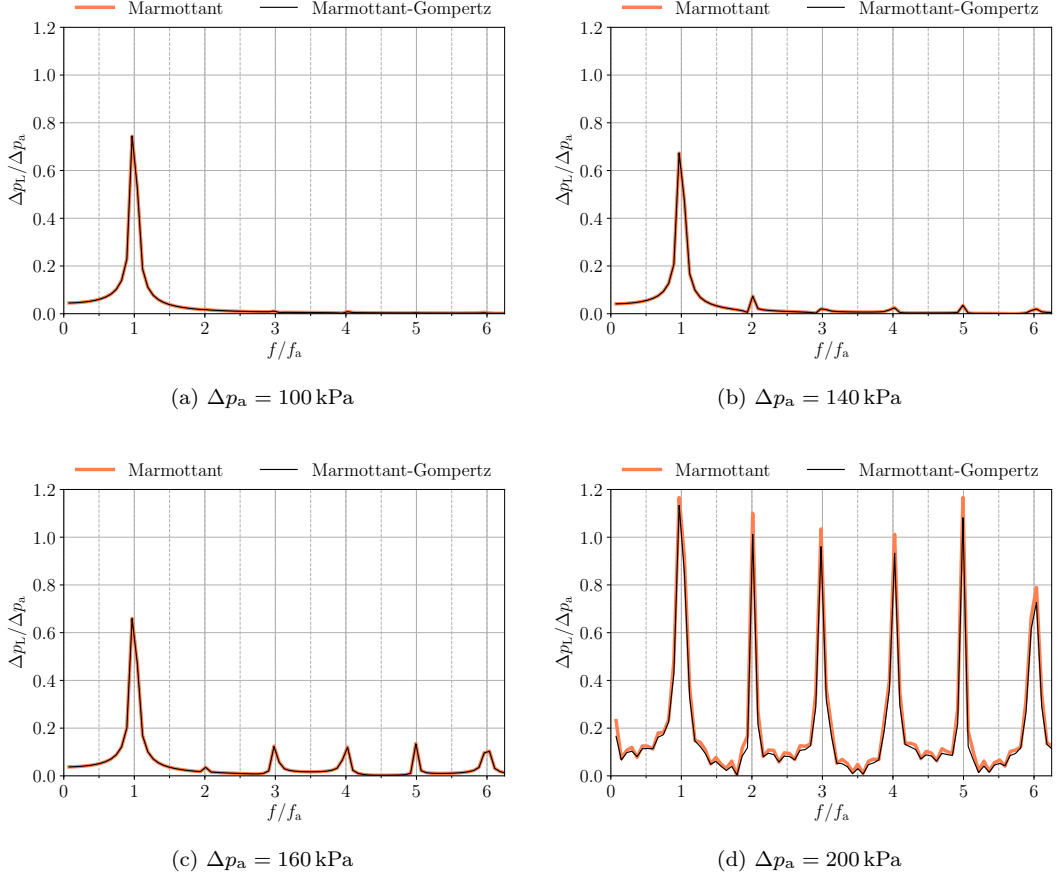 Marmottant Marmottant-Gompertz
1.2
1.0
0.8
0.6
0.4
0.2
0.0
Δp_L/Δp_a
0 1 2 3 4 5 6
f/f_a
(a) Δp_a = 100 kPa
Marmottant Marmottant-Gompertz
1.2
1.0
0.8
0.6
0.4
0.2
0.0
Δp_L/Δp_a
0 1 2 3 4 5 6
f/f_a
(b) Δp_a = 140 kPa
Marmottant Marmottant-Gompertz
1.2
1.0
0.8
0.6
0.4
0.2
0.0
Δp_L/Δp_a
0 1 2 3 4 5 6
f/f_a
(c) Δp_a = 160 kPa
Marmottant Marmottant-Gompertz
1.2
1.0
0.8
0.6
0.4
0.2
0.0
Δp_L/Δp_a
0 1 2 3 4 5 6
f/f_a
(d) Δp_a = 200 kPa